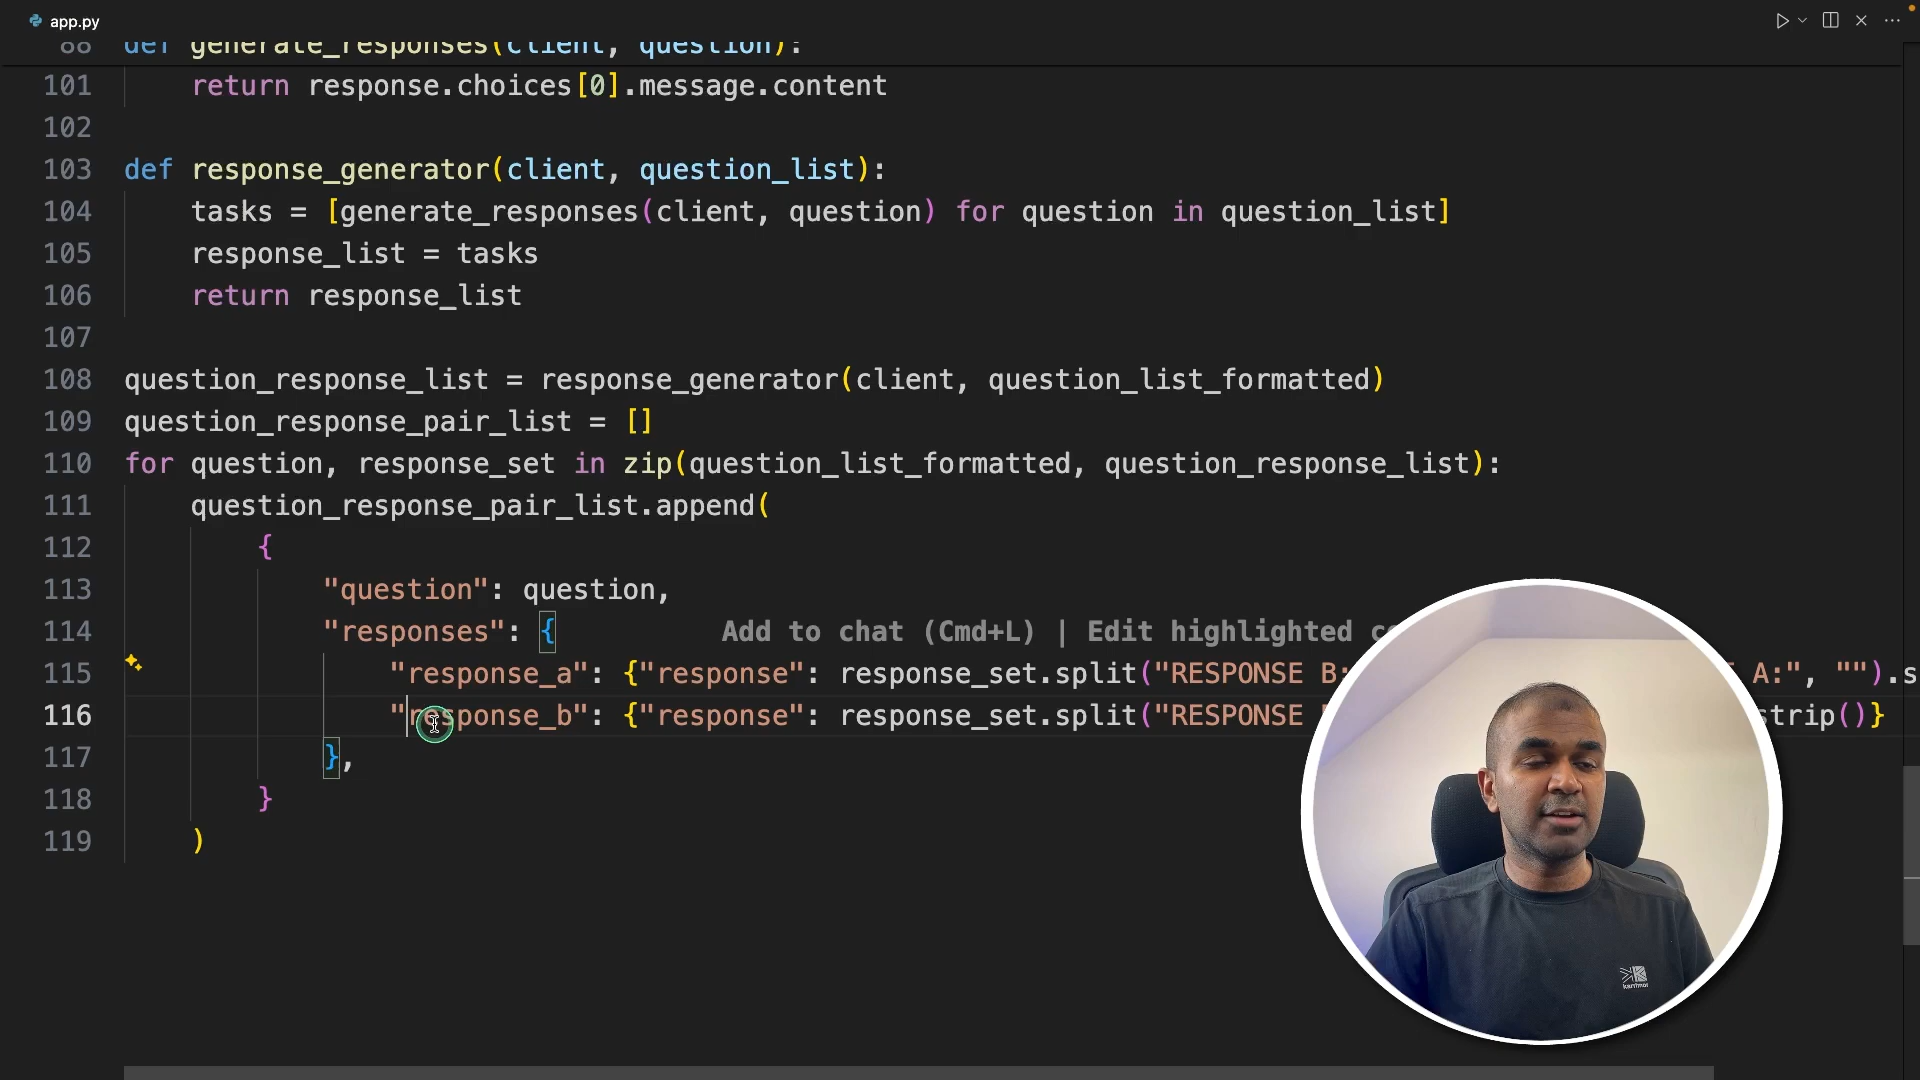 app.py
88 def generate_responses(client, question):
101 return response.choices[0].message.content
102
103 def response_generator(client, question_list):
104 tasks = [generate_responses(client, question) for question in question_list]
105 response_list = tasks
106 return response_list
107
108 question_response_list = response_generator(client, question_list_formatted)
109 question_response_pair_list = []
110 for question, response_set in zip(question_list_formatted, question_response_list):
111 question_response_pair_list.append(
112 {
113 "question": question,
114 "responses": { Add to chat (Cmd+L) | Edit highlighted
115 "response_a": {"response": response_set.split("RESPONSE B: A:", "").s
116 "response_b": {"response": response_set.split("RESPONSE strip()}
117 },
118 }
119 )
karrimor